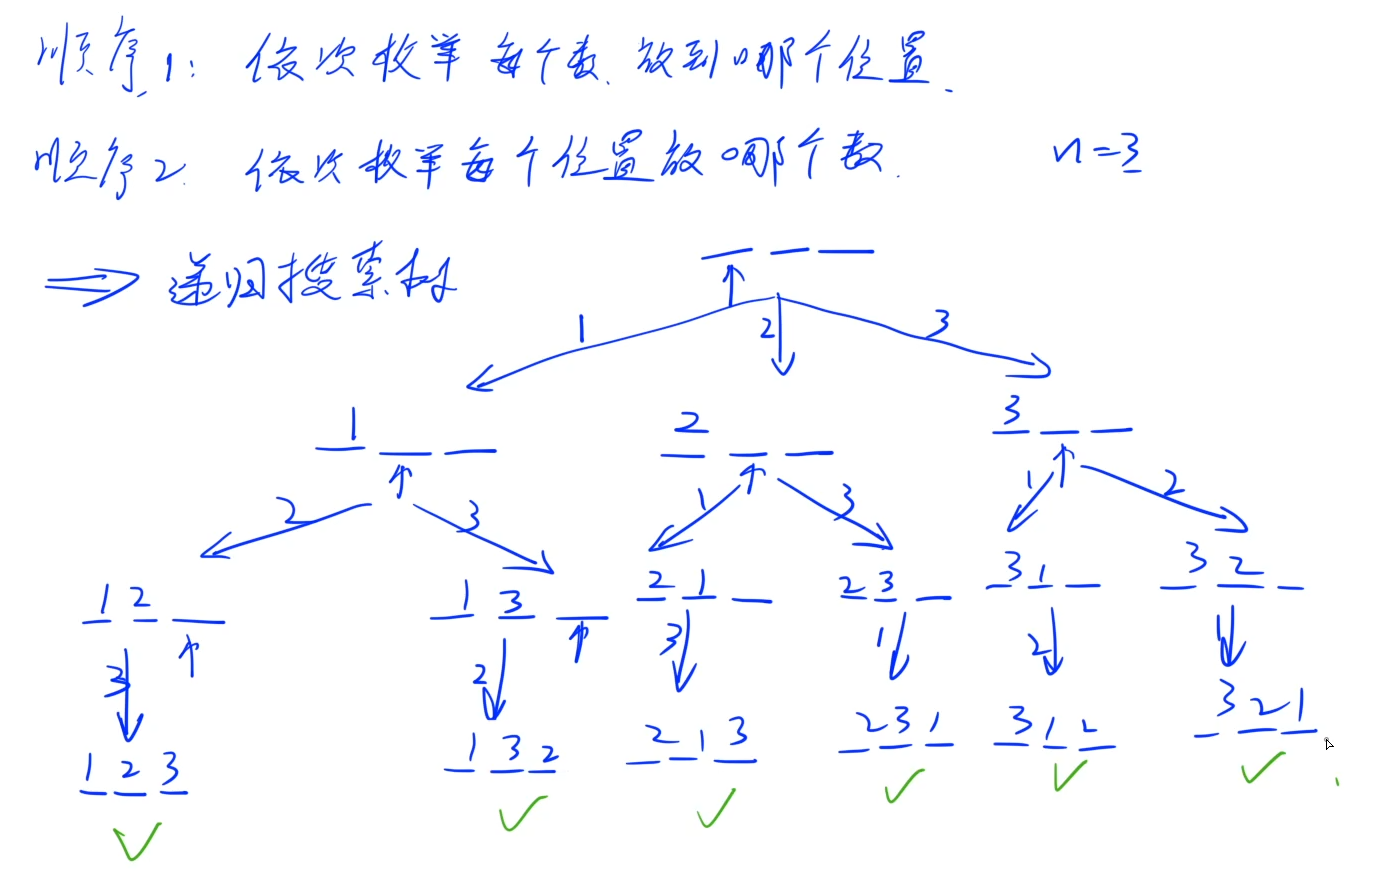 顺序1: 依次枚举每个数放到哪个位置.
顺序2. 依次枚举每个位置放哪个数. n=3
⇒ 递归搜索树
1 2 3
1 2 3
2 3 1 3 1 2
1 2 1 3 2 1 2 3 3 1 3 2
3 2 3 1 2 1
1 2 3 1 3 2 2 1 3 2 3 1 3 1 2 3 2 1